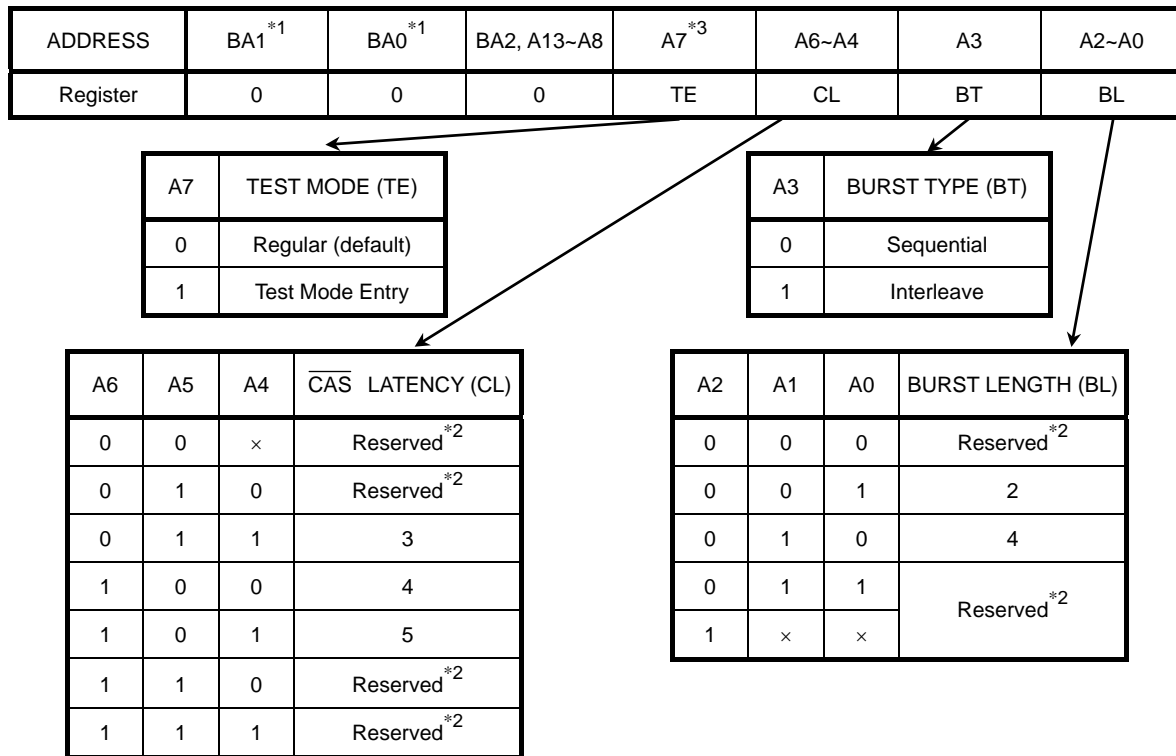 ADDRESS BA1*1 BA0*1 BA2, A13~A8 A7*3 A6~A4 A3 A2~A0
Register 0 0 0 TE CL BT BL
A7 TEST MODE (TE)
0 Regular (default)
1 Test Mode Entry
A3 BURST TYPE (BT)
0 Sequential
1 Interleave
A6 A5 A4 CAS LATENCY (CL)
0 0 × Reserved*2
0 1 0 Reserved*2
0 1 1 3
1 0 0 4
1 0 1 5
1 1 0 Reserved*2
1 1 1 Reserved*2
A2 A1 A0 BURST LENGTH (BL)
0 0 0 Reserved*2
0 0 1 2
0 1 0 4
0 1 1 Reserved*2
1 × ×